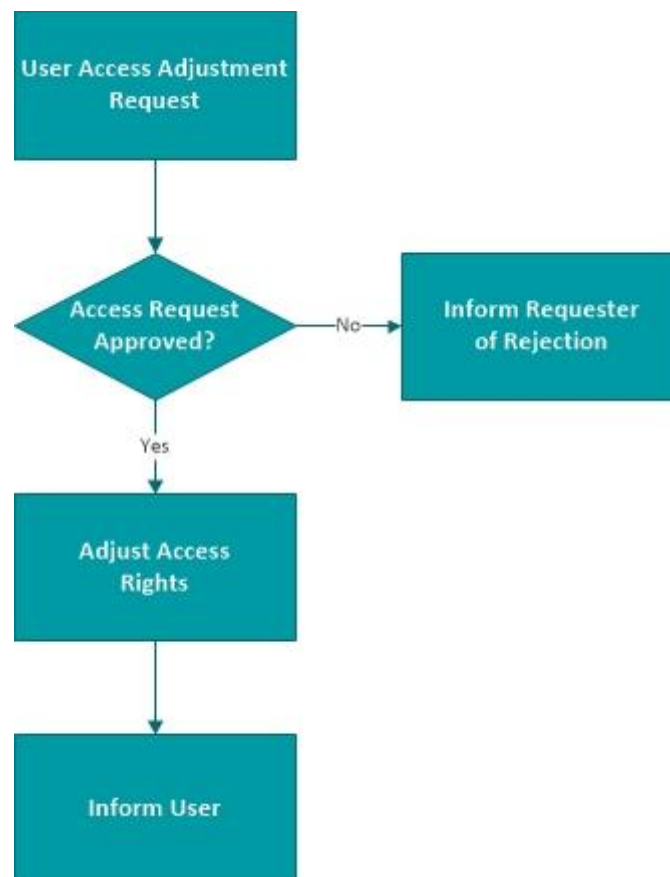 User Access Adjustment
Request
Access Request
Approved?
No
Inform Requester
of Rejection
Yes
Adjust Access
Rights
Inform User